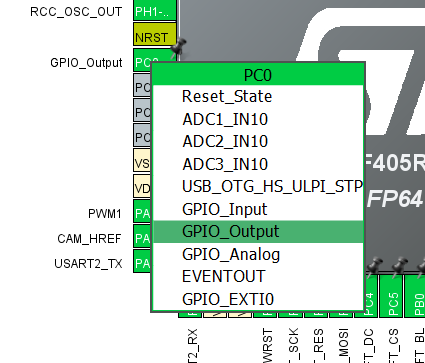 RCC_OSC_OUT
PH1-..
NRST
GPIO_Output
PC0
PC0
Reset_State
ADC1_IN10
ADC2_IN10
ADC3_IN10
USB_OTG_HS_ULPI_STP
GPIO_Input
GPIO_Output
GPIO_Analog
EVENTOUT
GPIO_EXTI0
PC
PC
PC
VS
VD
PWM1
PA
CAM_HREF
PA
USART2_TX
PA
F405R
FP64
PC4
PC5
PB0
T2_RX
WRST
T_SCK
T_RES
_MOSI
FT_DC
FT_CS
FT_BL